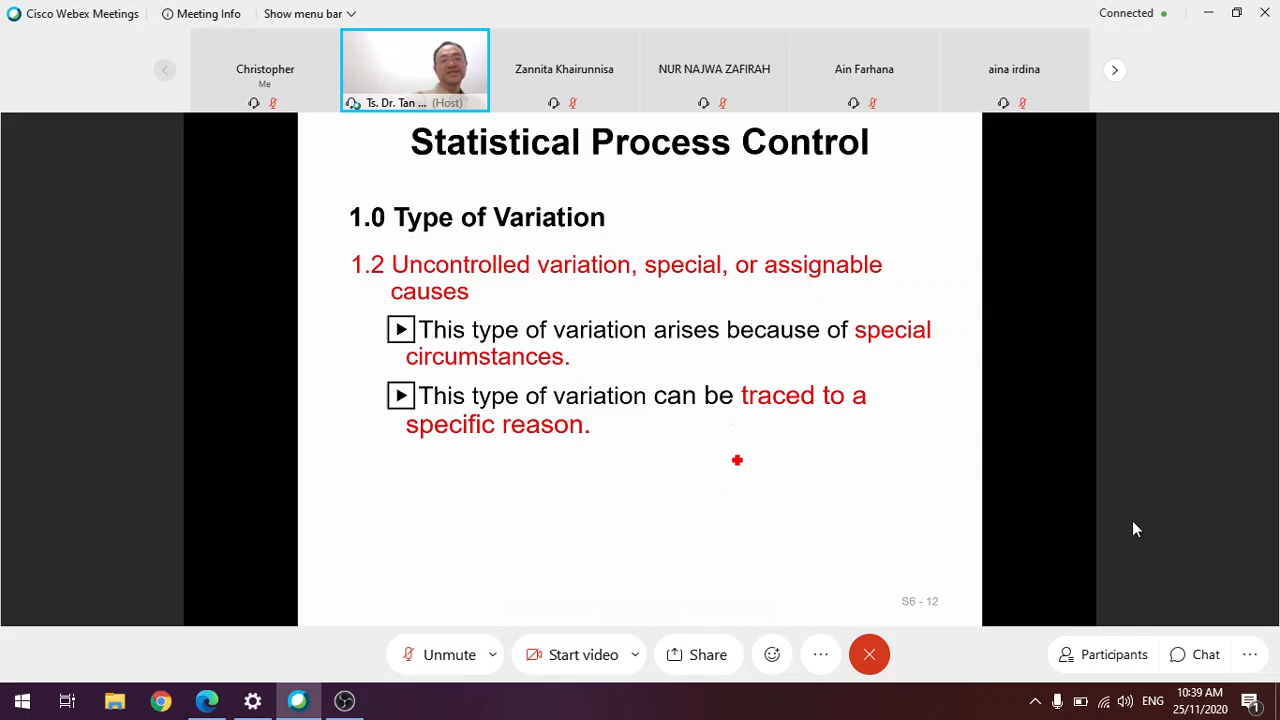 Cisco Webex Meetings
Meeting Info
Show menu bar
Connected
Christopher
Me
Ts. Dr. Tan ... (Host)
Zannita Khairunnisa
NUR NAJWA ZAFIRAH
Ain Farhana
aina irdina
Statistical Process Control
1.0 Type of Variation
1.2 Uncontrolled variation, special, or assignable
causes
This type of variation arises because of special
circumstances.
This type of variation can be traced to a
specific reason.
S6 - 12
Unmute
Start video
Share
...
Participants
Chat
...
ENG
10:39 AM
25/11/2020
1